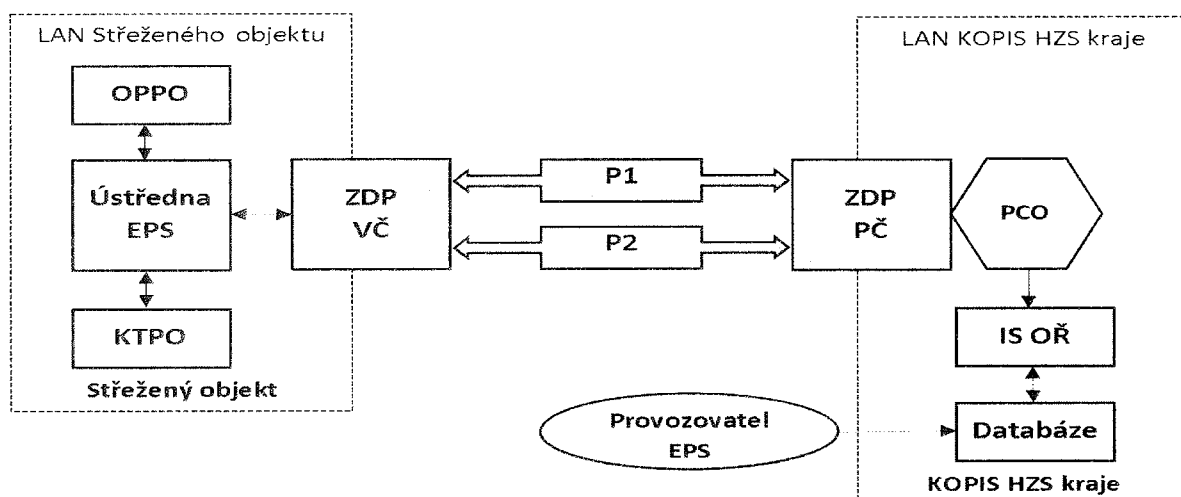 LAN Střeženého objektu
OPPO
Ústředna
EPS
KTPO
Střežený objekt
ZDP
VČ
P1
P2
LAN KOPIS HZS kraje
ZDP
PČ
PCO
IS OŘ
Databáze
KOPIS HZS kraje
Provozovatel
EPS